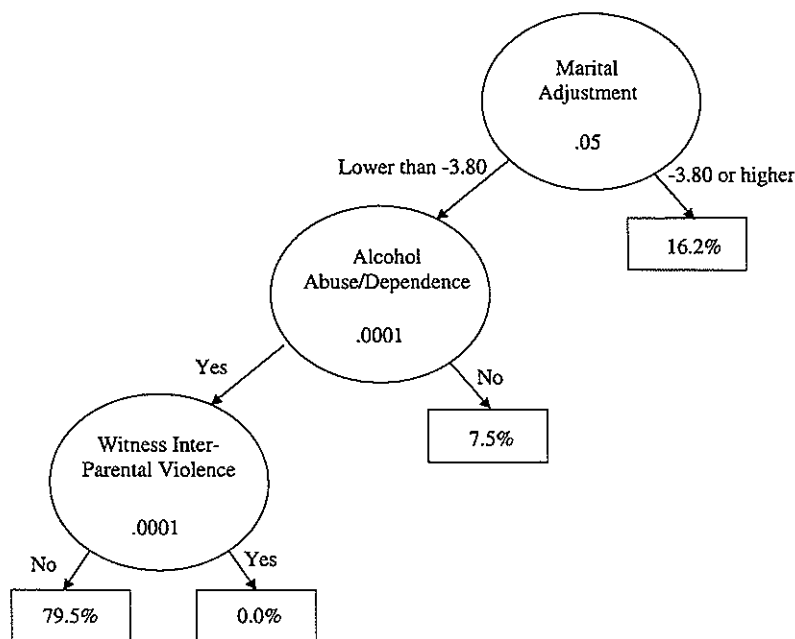 Marital
Adjustment
.05
Lower than -3.80
-3.80 or higher
16.2%
Alcohol
Abuse/Dependence
.0001
Yes
No
7.5%
Witness Inter-
Parental Violence
.0001
No
Yes
79.5%
0.0%